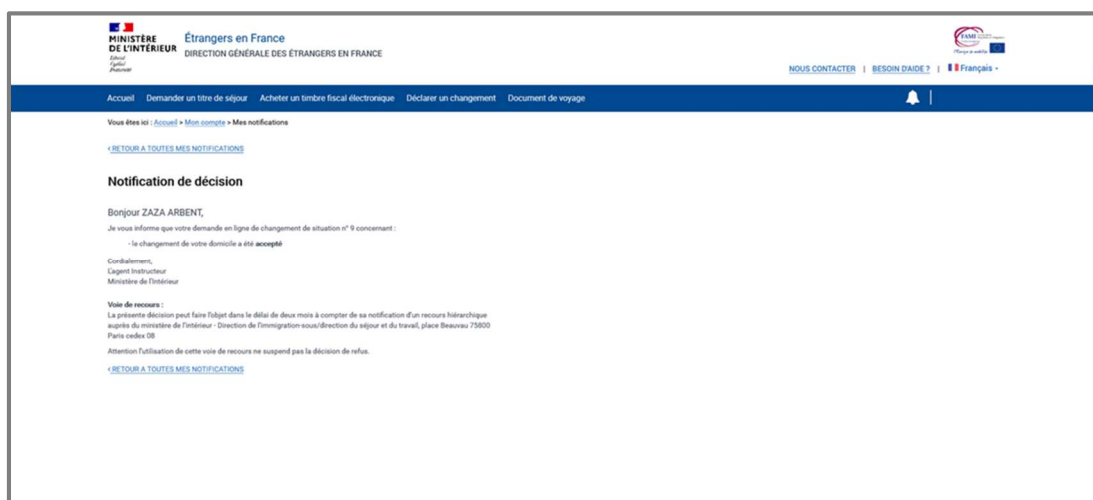 MINISTÈRE
DE L'INTÉRIEUR
Liberté
Égalité
Fraternité
Étrangers en France
DIRECTION GÉNÉRALE DES ÉTRANGERS EN FRANCE
FAMI
NOUS CONTACTER | BESOIN D'AIDE ? | Français
Accueil Demander un titre de séjour Acheter un timbre fiscal électronique Déclarer un changement Document de voyage
Vous êtes ici : Accueil » Mon compte » Mes notifications
< RETOUR A TOUTES MES NOTIFICATIONS
Notification de décision
Bonjour ZAZA ARBENT,
Je vous informe que votre demande en ligne de changement de situation n° 9 concernant :
- le changement de votre domicile a été accepté
Cordialement,
L'agent Instructeur
Ministère de l'Intérieur
Voie de recours :
La présente décision peut faire l'objet dans le délai de deux mois à compter de sa notification d'un recours hiérarchique
auprès du ministère de l'intérieur - Direction de l'immigration-sous/direction du séjour et du travail, place Beauvau 75800
Paris cedex 08
Attention l'utilisation de cette voie de recours ne suspend pas la décision de refus.
< RETOUR A TOUTES MES NOTIFICATIONS